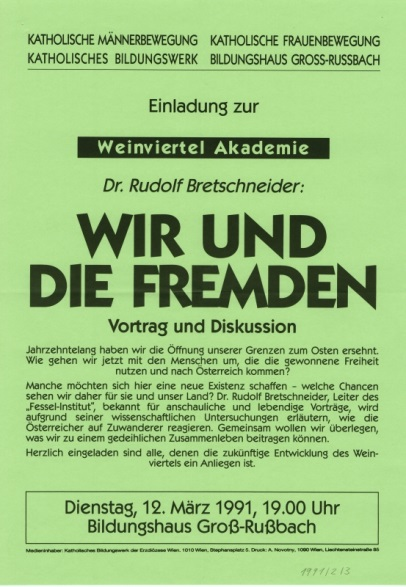 KATHOLISCHE MÄNNERBEWEGUNG KATHOLISCHE FRAUENBEWEGUNG
KATHOLISCHES BILDUNGSWERK BILDUNGSHAUS GROSS-RUSSBACH
Einladung zur
Weinviertel Akademie
Dr. Rudolf Bretschneider:
WIR UND
DIE FREMDEN
Vortrag und Diskussion
Jahrzehntelang haben wir die Öffnung unserer Grenzen zum Osten ersehnt.
Wie gehen wir jetzt mit den Menschen um, die die gewonnene Freiheit
nutzen und nach Österreich kommen?
Manche möchten sich hier eine neue Existenz schaffen – welche Chancen
sehen wir daher für sie und unser Land? Dr. Rudolf Bretschneider, Leiter des
„Fessel-Institut", bekannt für anschauliche und lebendige Vorträge, wird
aufgrund seiner wissenschaftlichen Untersuchungen erläutern, wie die
Österreicher auf Zuwanderer reagieren. Gemeinsam wollen wir überlegen,
was wir zu einem gedeihlichen Zusammenleben beitragen können.
Herzlich eingeladen sind alle, denen die zukünftige Entwicklung des Wein-
viertels ein Anliegen ist.
Dienstag, 12. März 1991, 19.00 Uhr
Bildungshaus Groß-Rußbach
Medieninhaber: Katholisches Bildungswerk der Erzdiözese Wien, 1010 Wien, Stephansplatz 5. Druck: A. Novotny, 1090 Wien, Liechtensteinstraße 85
1991/2/3